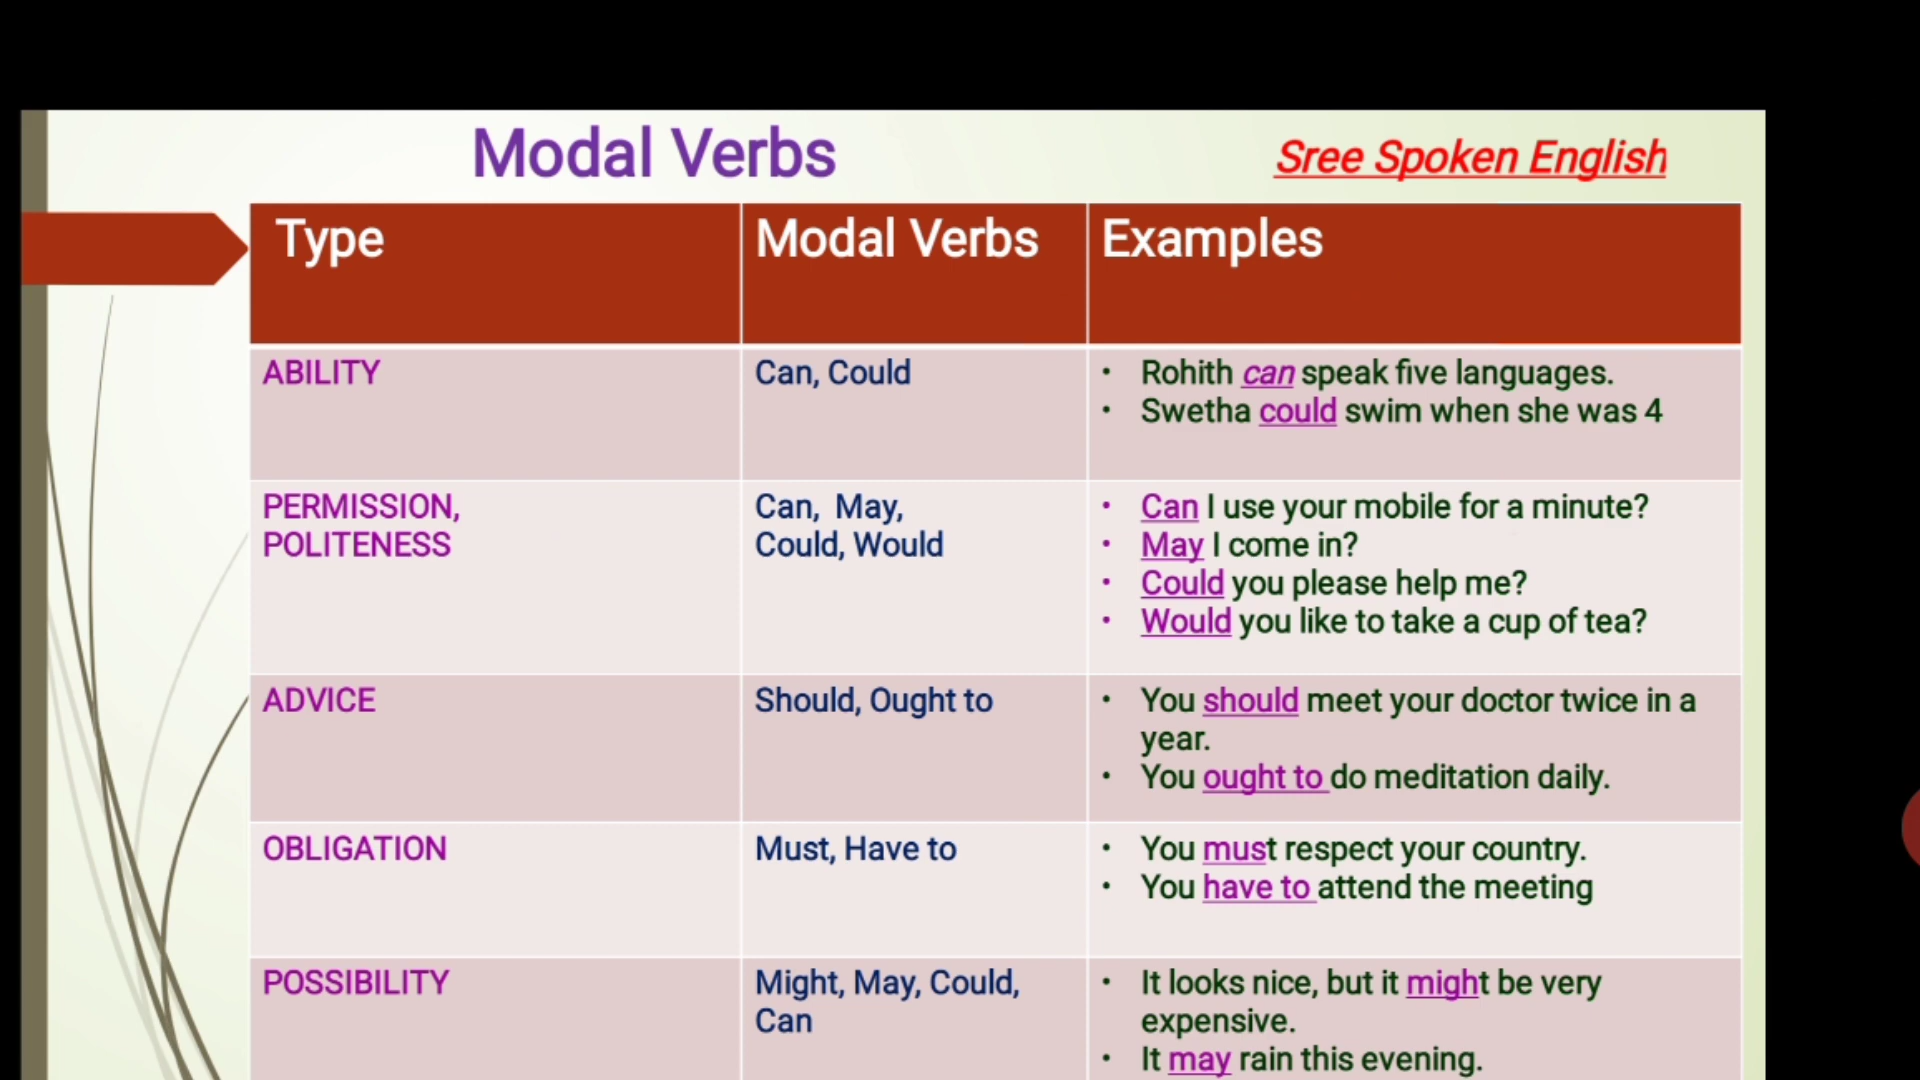 Modal Verbs
Sree Spoken English
Type
Modal Verbs
Examples
ABILITY
Can, Could
• Rohith can speak five languages.
• Swetha could swim when she was 4
PERMISSION,
POLITENESS
Can, May,
Could, Would
• Can I use your mobile for a minute?
• May I come in?
• Could you please help me?
• Would you like to take a cup of tea?
ADVICE
Should, Ought to
• You should meet your doctor twice in a
year.
• You ought to do meditation daily.
OBLIGATION
Must, Have to
• You must respect your country.
• You have to attend the meeting
POSSIBILITY
Might, May, Could,
Can
• It looks nice, but it might be very
expensive.
• It may rain this evening.